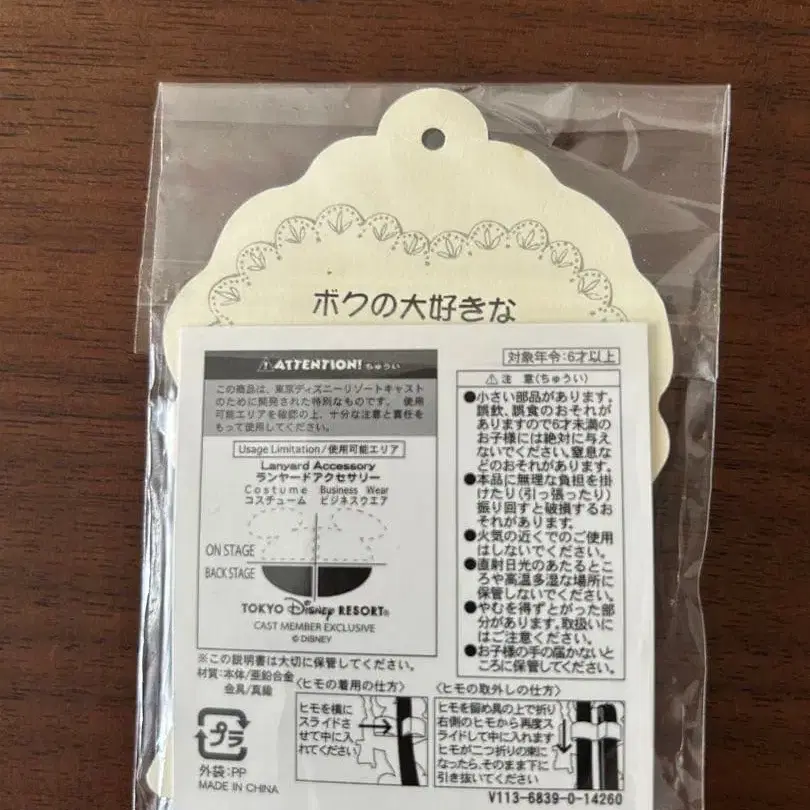 ボクの大好きな
⚠ATTENTION! ちゅうい
この商品は、東京ディズニーリゾートキャスト
のために開発された特別なものです。 使用
可能エリアを確認の上、十分な注意と責任を
もって使用してください。
Usage Limitation/使用可能エリア
Lanyard Accessory
ランヤードアクセサリー
Costume Business Wear
コスチューム ビジネスウエア
ON STAGE
BACK STAGE
TOKYO Disney RESORT®
CAST MEMBER EXCLUSIVE
© DISNEY
対象年令:6才以上
⚠ 注 意(ちゅうい)
●小さい部品があります。
誤飲、誤食のおそれが
ありますので6才未満の
お子様には絶対に与え
ないでください。窒息な
どのおそれがあります。
●本品に無理な負担を掛
けたり(引っ張ったり)
振り回すと破損するお
それがあります。
●火気の近くでのご使用
はしないでください。
●直射日光のあたるとこ
ろや高温多湿な場所に
保管しないでください。
●やむを得ずとがった部
分があります。取扱いに
はご注意ください。
●お子様の手の届かないと
ころに保管してください。
※この説明書は大切に保管してください。
材質:本体/亜鉛合金
金具/真鍮
プラ
外袋:PP
MADE IN CHINA
〈ヒモの着用の仕方〉
ヒモを横に
スライドさ
せて中に入
れてください
〈ヒモの取外しの仕方〉
ヒモを留め具の上で折り
右側のヒモから再度ス
ライドして中に入れます
ヒモが二つ折りの束に
なったら、そのまま下に
引き抜いてください
V113-6839-0-14260